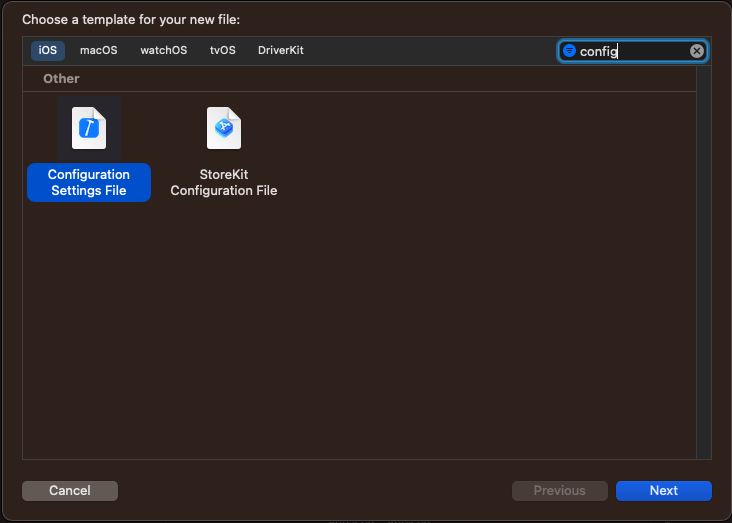 Choose a template for your new file:
iOS macOS watchOS tvOS DriverKit config
Other
Configuration
Settings File
StoreKit
Configuration File
Cancel Previous Next